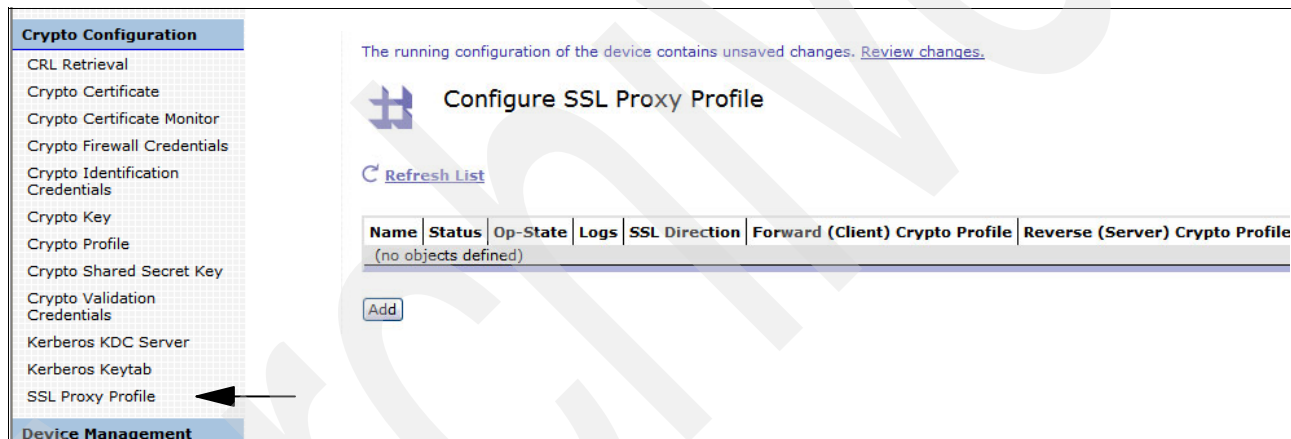 Crypto Configuration
CRL Retrieval
Crypto Certificate
Crypto Certificate Monitor
Crypto Firewall Credentials
Crypto Identification
Credentials
Crypto Key
Crypto Profile
Crypto Shared Secret Key
Crypto Validation
Credentials
Kerberos KDC Server
Kerberos Keytab
SSL Proxy Profile
Device Management
The running configuration of the device contains unsaved changes. Review changes.
Configure SSL Proxy Profile
Refresh List
Name Status Op-State Logs SSL Direction Forward (Client) Crypto Profile Reverse (Server) Crypto Profile
(no objects defined)
Add